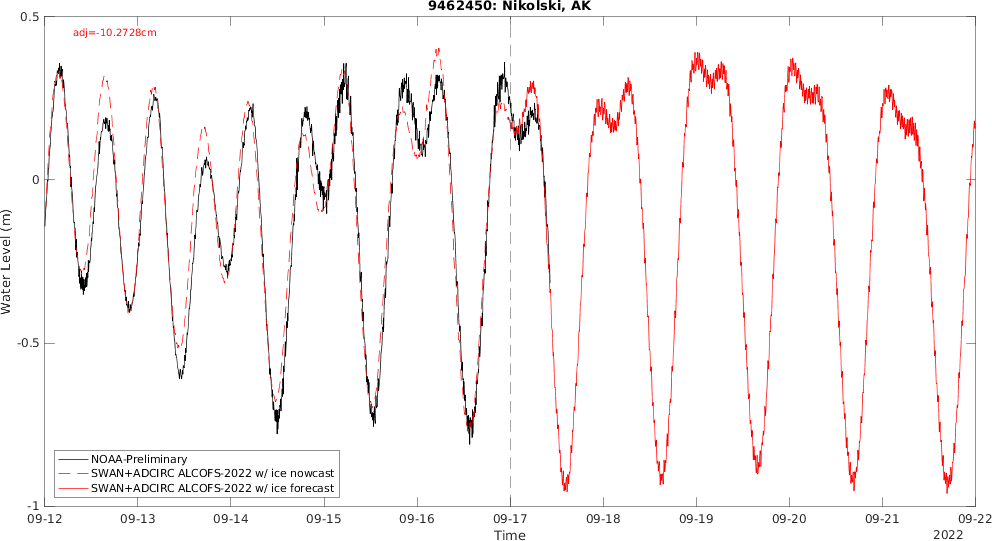 9462450: Nikolski, AK
adj=-10.2728cm
0.5
0
-0.5
-1
Water Level (m)
NOAA-Preliminary
SWAN+ADCIRC ALCOFS-2022 w/ ice nowcast
SWAN+ADCIRC ALCOFS-2022 w/ ice forecast
09-12 09-13 09-14 09-15 09-16 09-17 09-18 09-19 09-20 09-21 09-22
Time
2022